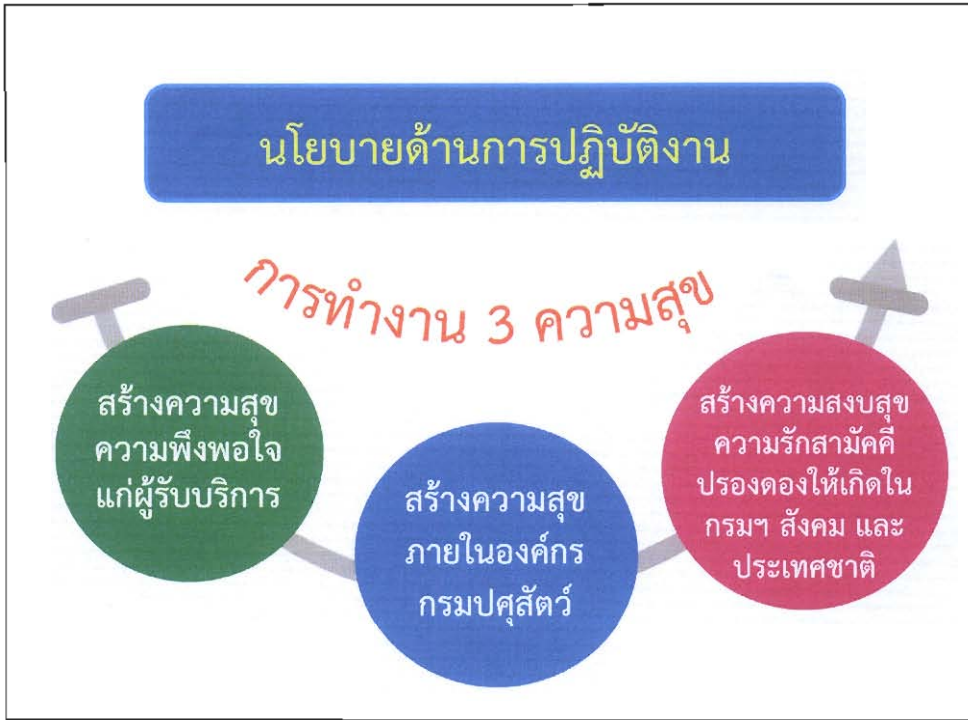 นโยบายด้านการปฏิบัติงาน
การทำงาน 3 ความสุข
สร้างความสุข
ความพึงพอใจ
แก่ผู้รับบริการ
สร้างความสุข
ภายในองค์กร
กรมปศุสัตว์
สร้างความสงบสุข
ความรักสามัคคี
ปรองดองให้เกิดใน
กรมฯ สังคม และ
ประเทศชาติ